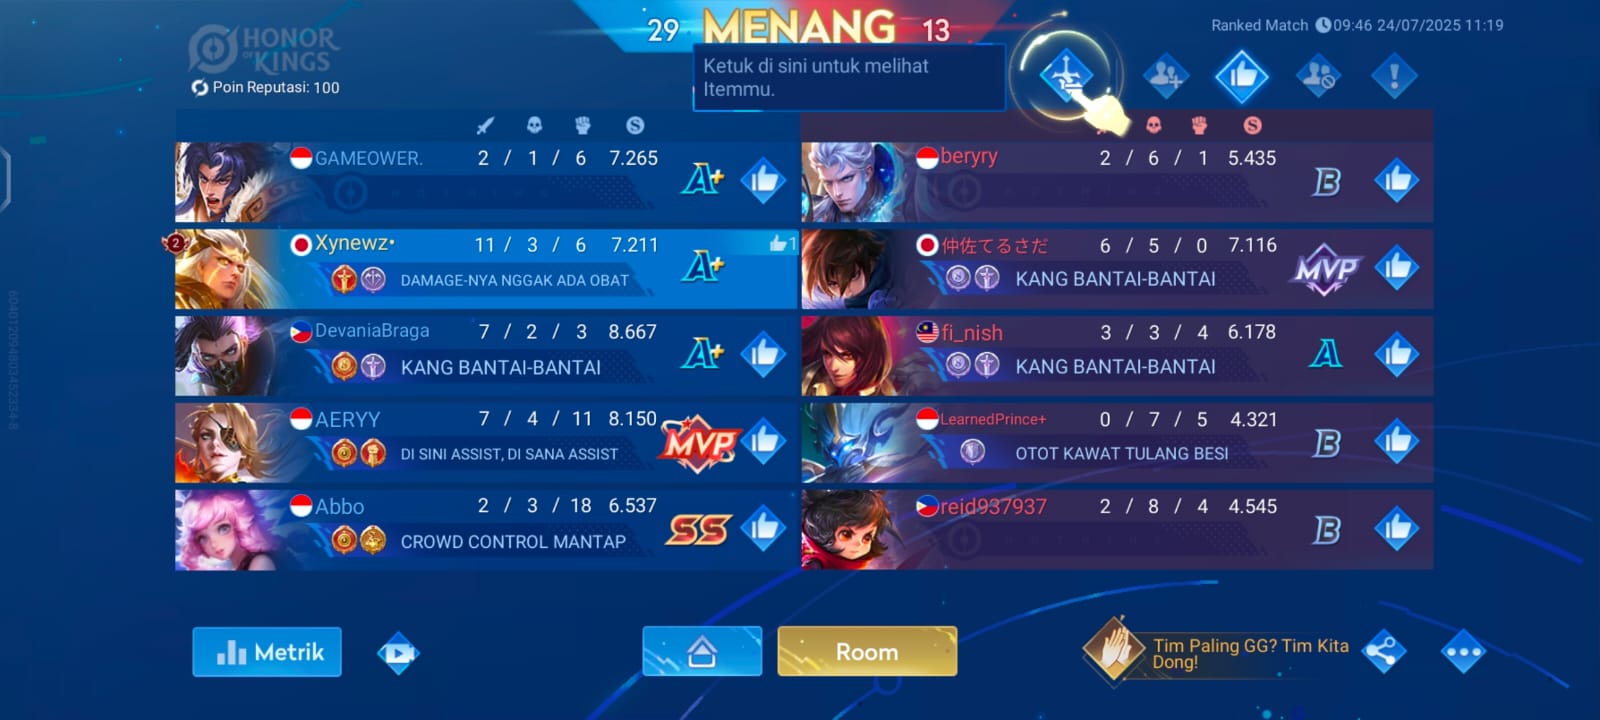 29 MENANG 13
HONOR OF KINGS
Ranked Match 09:46 24/07/2025 11:19
Poin Reputasi: 100
Ketuk di sini untuk melihat
Itemmu.
GAMEOWER. 2 / 1 / 6 7.265 A+
2 Xynewz• 11 / 3 / 6 7.211 A+ 1
DAMAGE-NYA NGGAK ADA OBAT
DevaniaBraga 7 / 2 / 3 8.667 A+
KANG BANTAI-BANTAI
AERYY 7 / 4 / 11 8.150 MVP
DI SINI ASSIST, DI SANA ASSIST
Abbo 2 / 3 / 18 6.537 SS
CROWD CONTROL MANTAP
beryry 2 / 6 / 1 5.435 B
仲佐てるさだ 6 / 5 / 0 7.116 MVP
KANG BANTAI-BANTAI
fi_nish 3 / 3 / 4 6.178 A
KANG BANTAI-BANTAI
LearnedPrince+ 0 / 7 / 5 4.321 B
OTOT KAWAT TULANG BESI
reid937937 2 / 8 / 4 4.545 B
Metrik
Room
Tim Paling GG? Tim Kita
Dong!